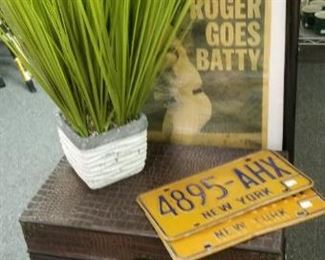 ROGER
GOES
BATTY
4895-AHX
NEW YORK
NEW YORK